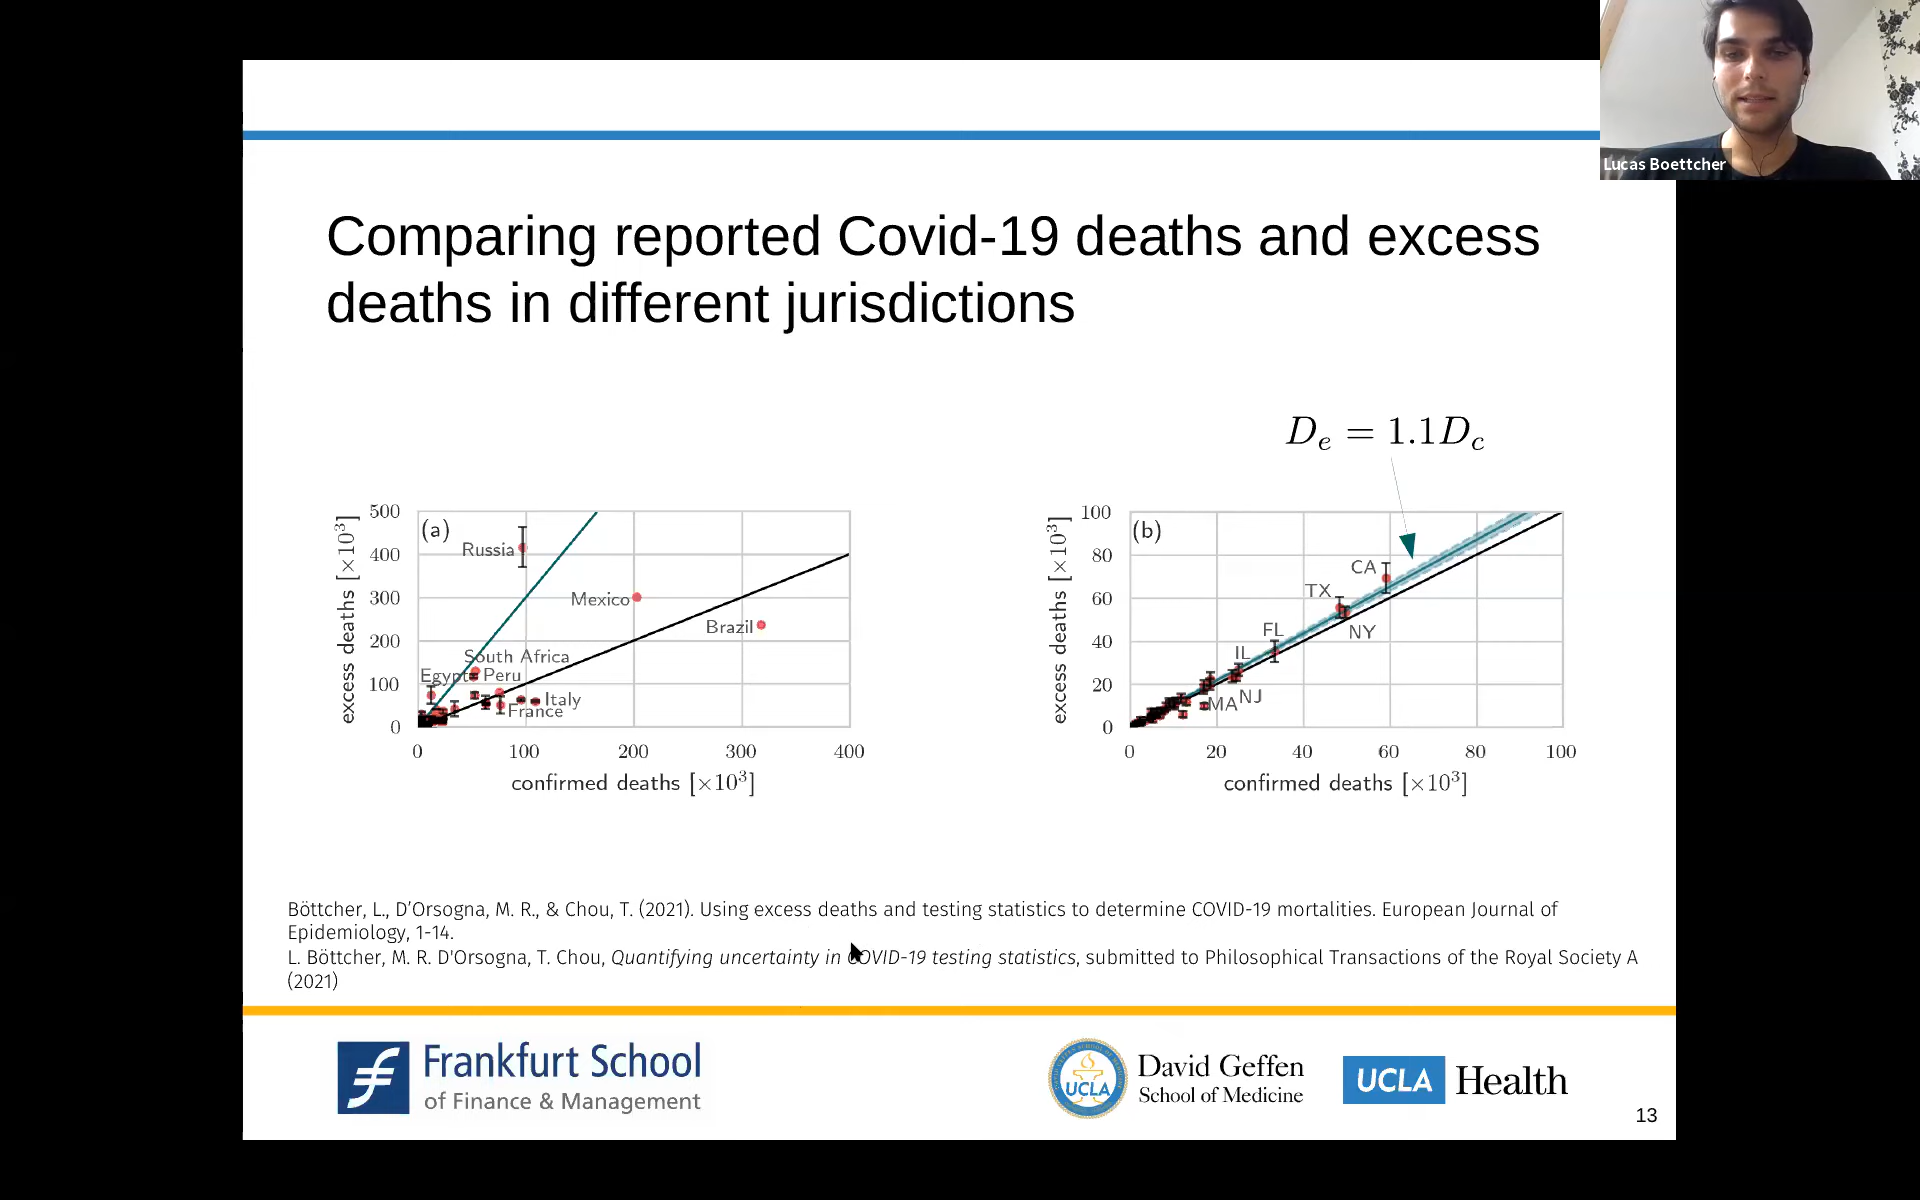 Lucas Boettcher
Comparing reported Covid-19 deaths and excess
deaths in different jurisdictions
Dₑ = 1.1D_c
(a)
excess deaths [×10³]
500
400
300
200
100
0
Russia
Mexico
Brazil
South Africa
Egypt
Peru
Italy
France
0 100 200 300 400
confirmed deaths [×10³]
(b)
excess deaths [×10³]
100
80
60
40
20
0
CA
TX
NY
FL
IL
NJ
MA
0 20 40 60 80 100
confirmed deaths [×10³]
Böttcher, L., D’Orsogna, M. R., & Chou, T. (2021). Using excess deaths and testing statistics to determine COVID-19 mortalities. European Journal of
Epidemiology, 1-14.
L. Böttcher, M. R. D'Orsogna, T. Chou, Quantifying uncertainty in COVID-19 testing statistics, submitted to Philosophical Transactions of the Royal Society A
(2021)
Frankfurt School
of Finance & Management
UCLA
David Geffen
School of Medicine
UCLA Health
13